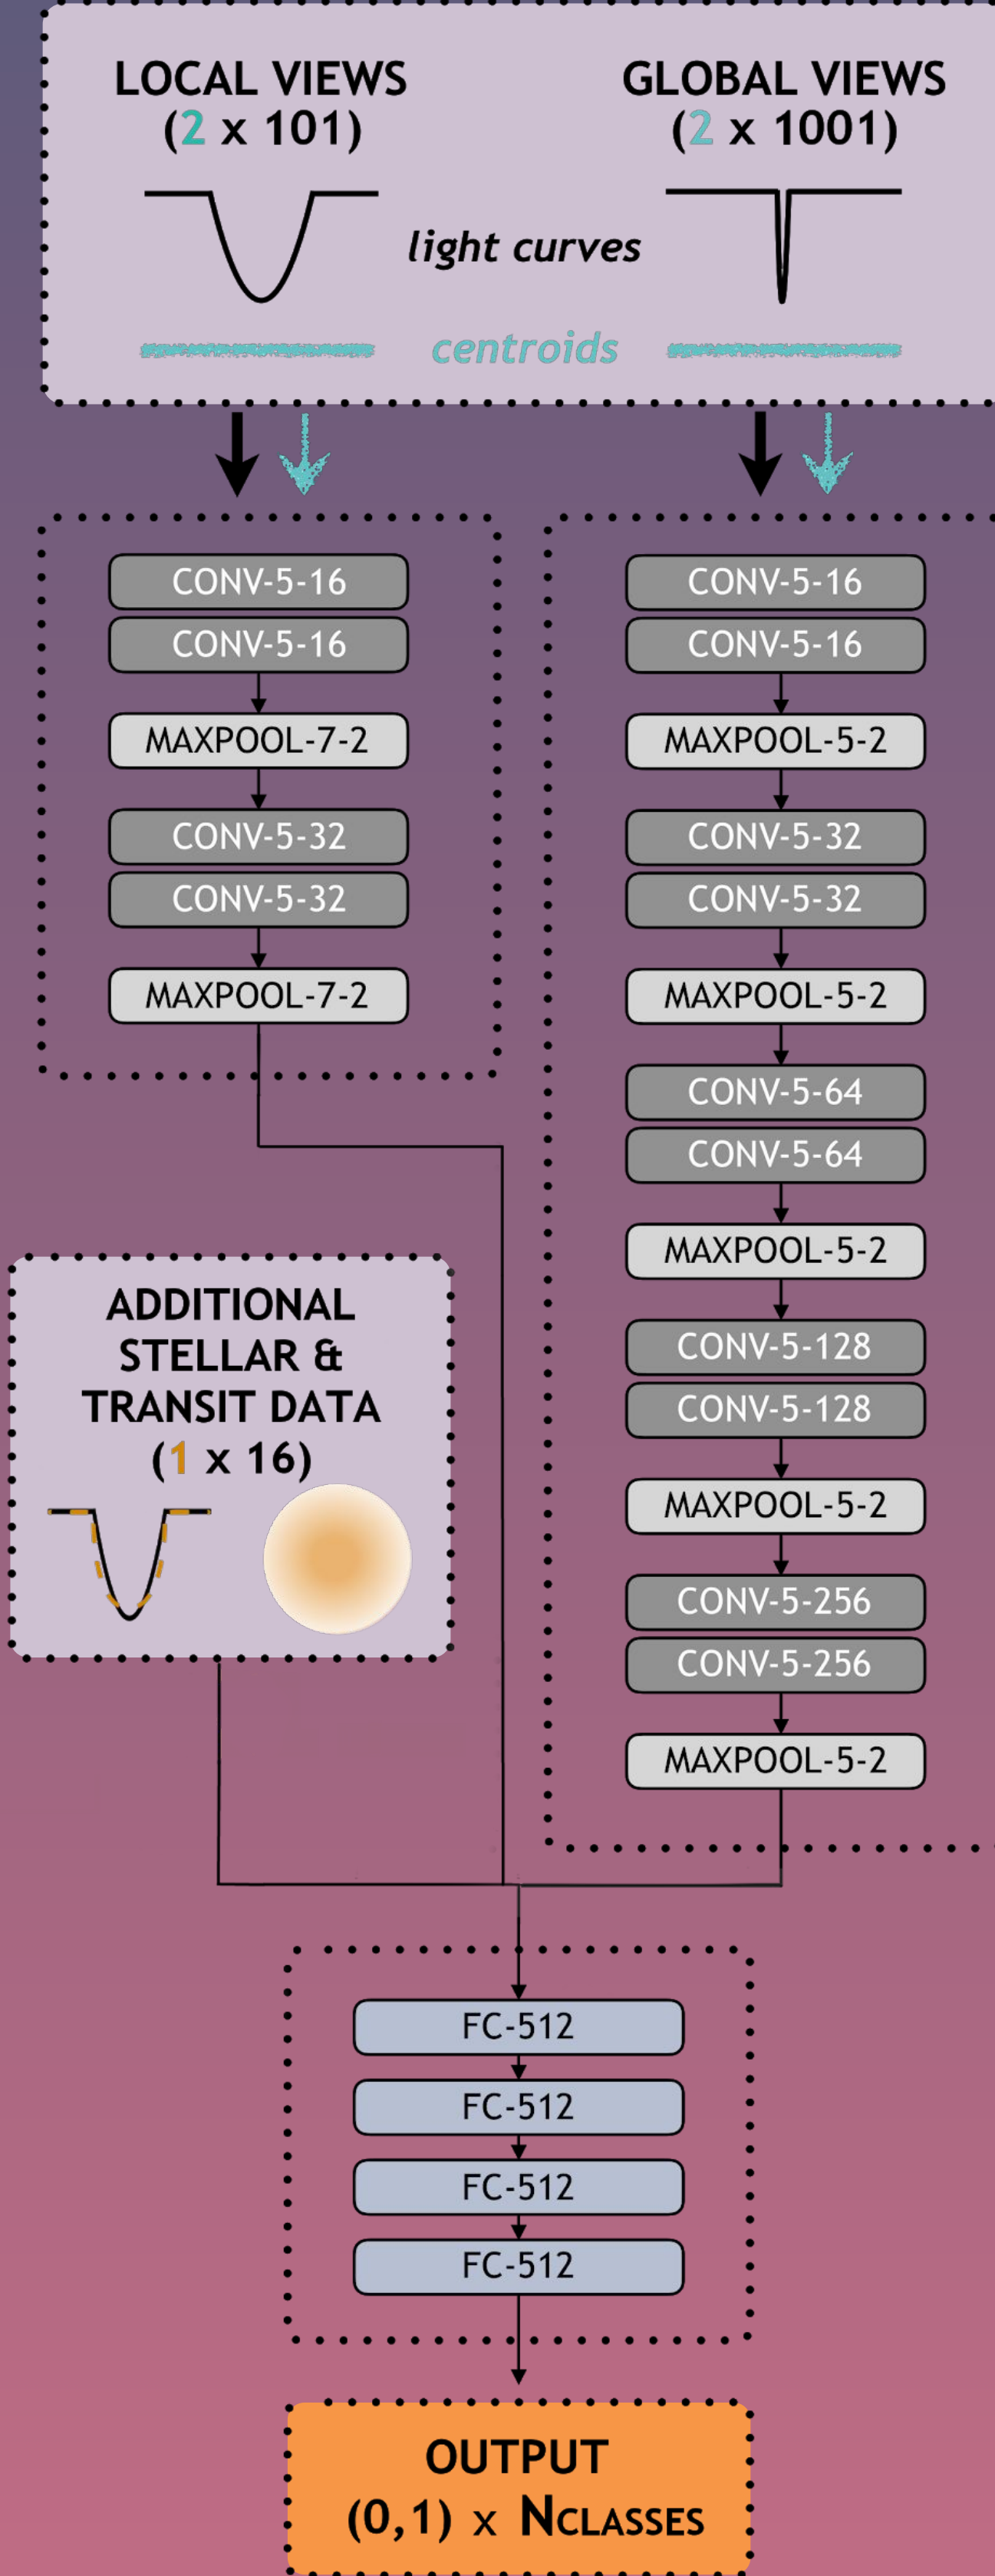 LOCAL VIEWS
(2 x 101)
GLOBAL VIEWS
(2 x 1001)
light curves
centroids
CONV-5-16
CONV-5-16
MAXPOOL-7-2
CONV-5-32
CONV-5-32
MAXPOOL-7-2
CONV-5-16
CONV-5-16
MAXPOOL-5-2
CONV-5-32
CONV-5-32
MAXPOOL-5-2
CONV-5-64
CONV-5-64
MAXPOOL-5-2
CONV-5-128
CONV-5-128
MAXPOOL-5-2
CONV-5-256
CONV-5-256
MAXPOOL-5-2
ADDITIONAL
STELLAR &
TRANSIT DATA
(1 x 16)
FC-512
FC-512
FC-512
FC-512
OUTPUT
(0,1) x NCLASSES